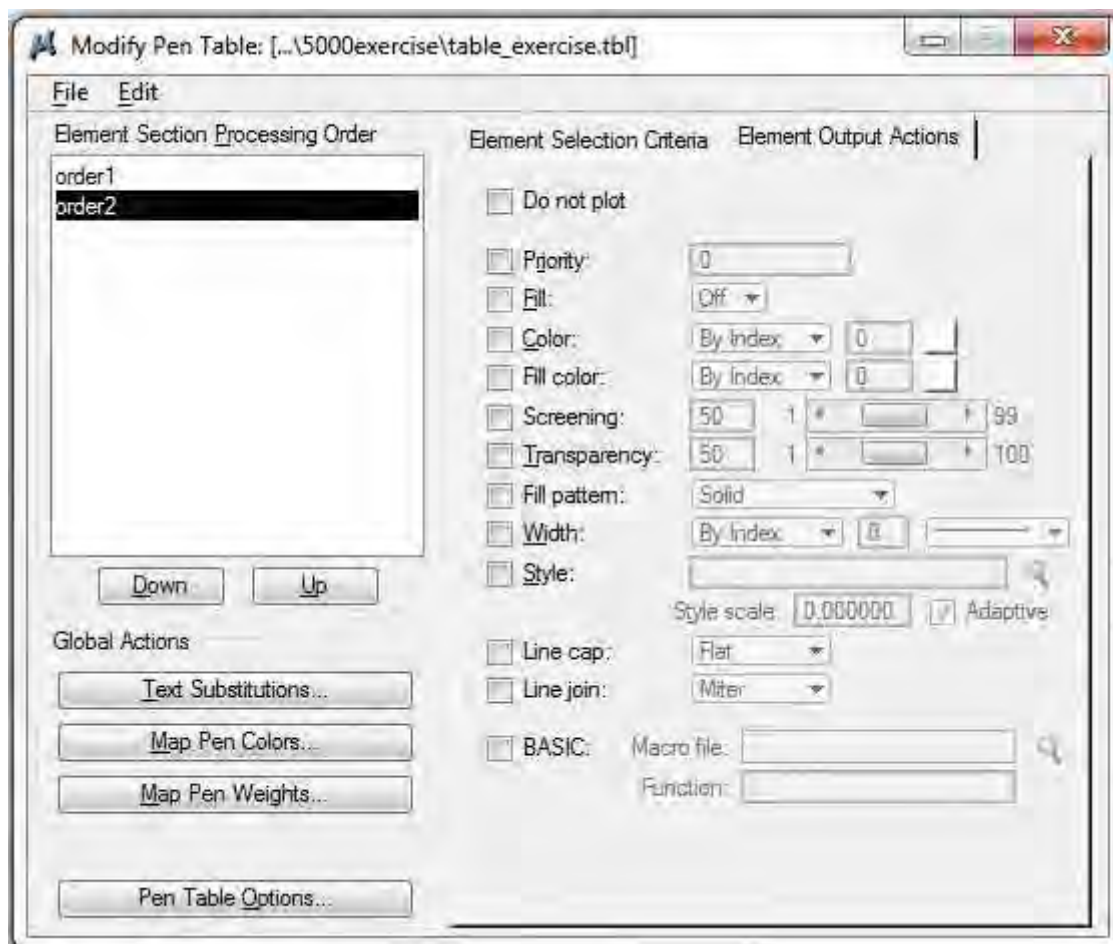 Modify Pen Table: [...\5000exercise\table_exercise.tbl]
File Edit
Element Section Processing Order
order1
order2
Down Up
Global Actions
Text Substitutions...
Map Pen Colors...
Map Pen Weights...
Pen Table Options...
Element Selection Criteria Element Output Actions
Do not plot
Priority: 0
Fill: Off
Color: By Index 0
Fill color: By Index 0
Screening: 50 1 99
Transparency: 50 1 100
Fill pattern: Solid
Width: By Index 0
Style:
Style scale 0.000000 Adaptive
Line cap: Flat
Line join: Miter
BASIC: Macro file:
Function: